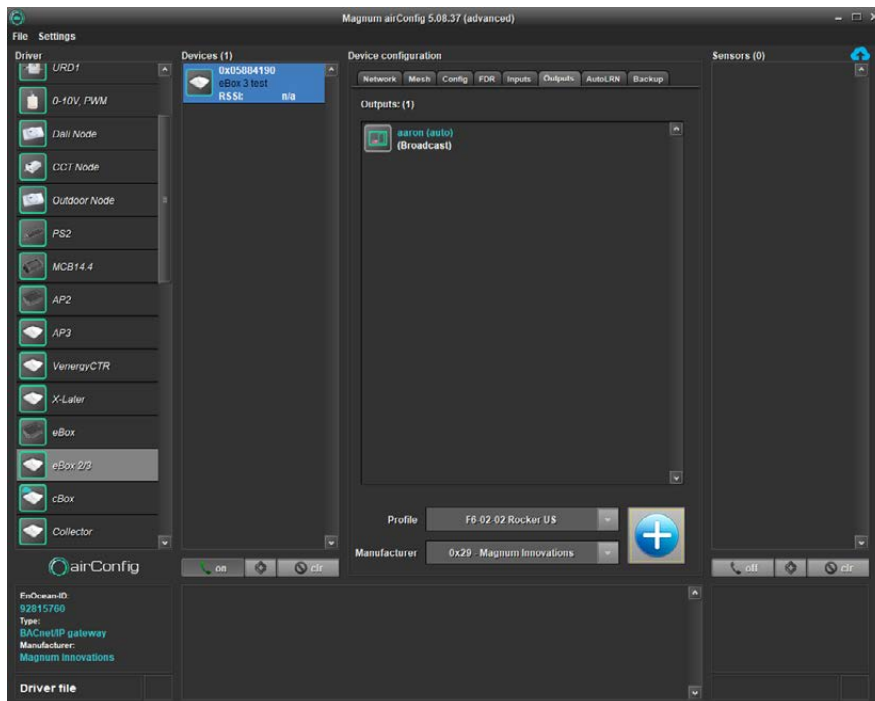 Magnum airConfig 5.08.37 (advanced)
File Settings
Driver
URD1
0-10V, PWM
Dali Node
CCT Node
Outdoor Node
PS2
MCB14.4
AP2
AP3
VenergyCTR
X-Later
eBox
eBox 2/3
cBox
Collector
airConfig
Devices (1)
0x05884190
eBox 3 test
RSSI: n/a
on
clr
Device configuration
Network Mesh Config FDR Inputs Outputs AutoLRN Backup
Outputs: (1)
aaron (auto)
(Broadcast)
Profile F6-02-02 Rocker US
Manufacturer 0x29 - Magnum Innovations
Sensors (0)
off
clr
EnOcean-ID:
92815760
Type:
BACnet/IP gateway
Manufacturer:
Magnum Innovations
Driver file